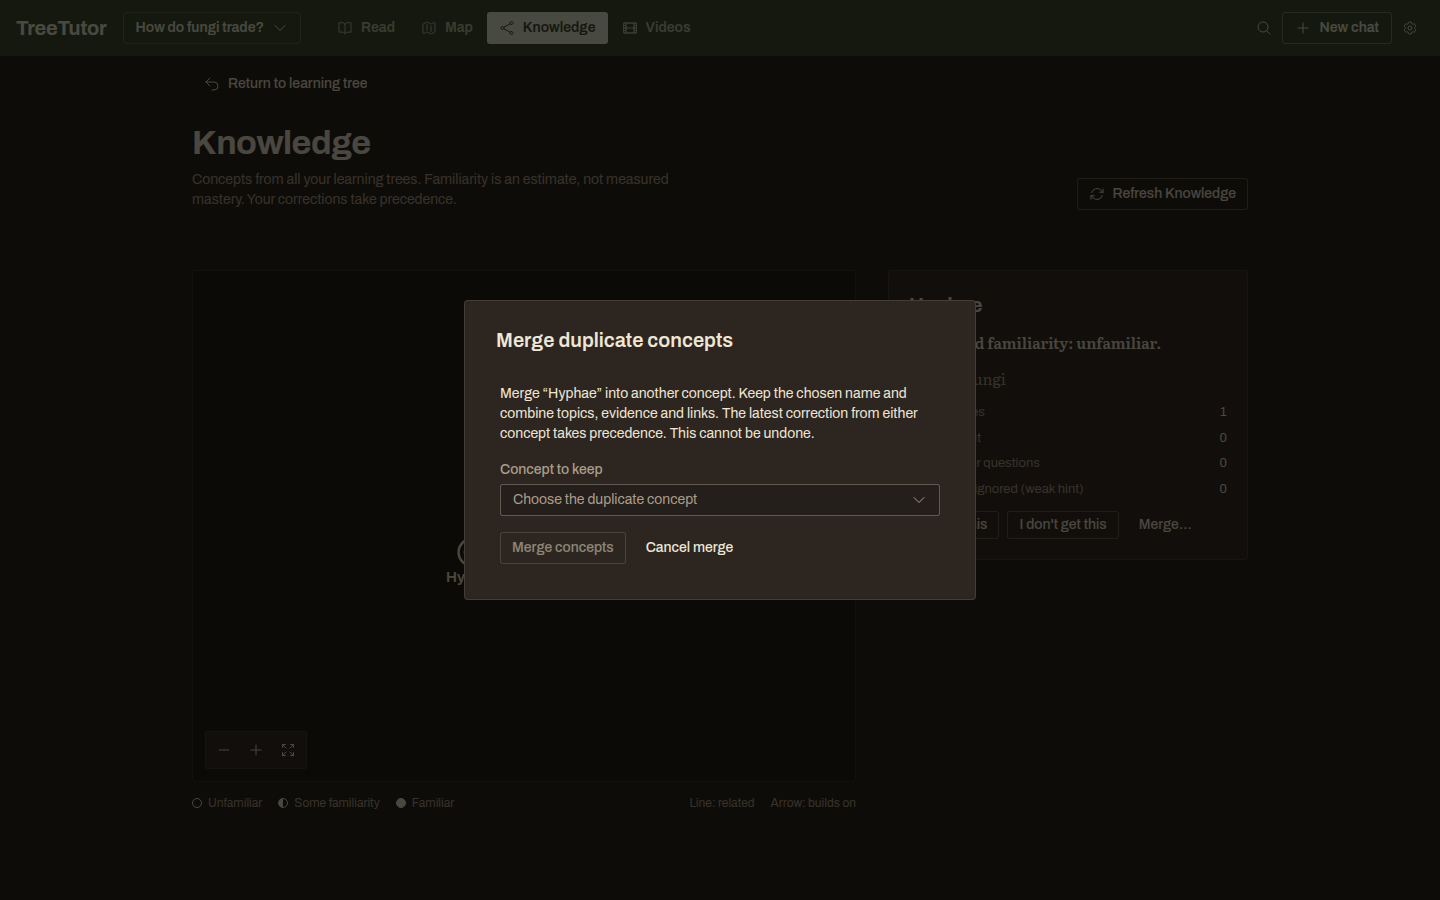 TreeTutor
How do fungi trade?
Read
Map
Knowledge
Videos
New chat
Return to learning tree
Knowledge
Concepts from all your learning trees. Familiarity is an estimate, not measured
mastery. Your corrections take precedence.
Refresh Knowledge
Merge duplicate concepts
Merge “Hyphae” into another concept. Keep the chosen name and
combine topics, evidence and links. The latest correction from either
concept takes precedence. This cannot be undone.
Concept to keep
Choose the duplicate concept
Merge concepts
Cancel merge
familiarity: unfamiliar.
1
0
questions
0
ignored (weak hint)
0
I don't get this
Merge...
Unfamiliar
Some familiarity
Familiar
Line: related
Arrow: builds on